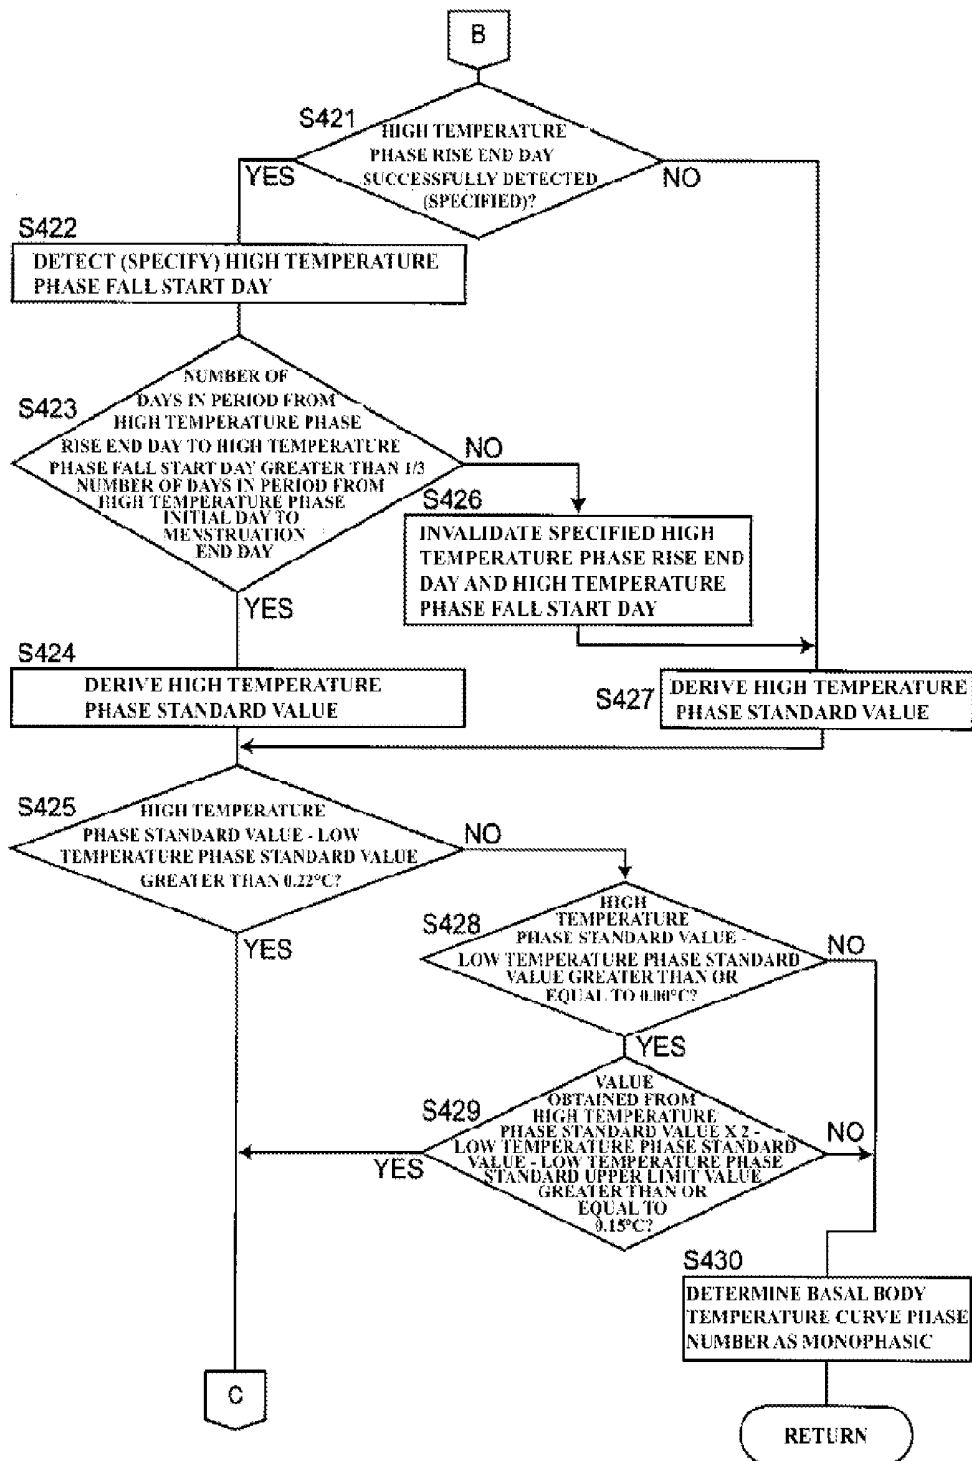 B
S421
HIGH TEMPERATURE
PHASE RISE END DAY
SUCCESSFULLY DETECTED
(SPECIFIED)?
YES
NO
S422
DETECT (SPECIFY) HIGH TEMPERATURE
PHASE FALL START DAY
S423
NUMBER OF
DAYS IN PERIOD FROM
HIGH TEMPERATURE PHASE
RISE END DAY TO HIGH TEMPERATURE
PHASE FALL START DAY GREATER THAN 1/3
NUMBER OF DAYS IN PERIOD FROM
HIGH TEMPERATURE PHASE
INITIAL DAY TO
MENSTRUATION
END DAY
NO
YES
S426
INVALIDATE SPECIFIED HIGH
TEMPERATURE PHASE RISE END
DAY AND HIGH TEMPERATURE
PHASE FALL START DAY
S424
DERIVE HIGH TEMPERATURE
PHASE STANDARD VALUE
S427
DERIVE HIGH TEMPERATURE
PHASE STANDARD VALUE
S425
HIGH TEMPERATURE
PHASE STANDARD VALUE - LOW
TEMPERATURE PHASE STANDARD VALUE
GREATER THAN 0.22°C?
NO
YES
S428
HIGH
TEMPERATURE
PHASE STANDARD VALUE -
LOW TEMPERATURE PHASE STANDARD
VALUE GREATER THAN OR
EQUAL TO 0.00°C?
NO
YES
S429
VALUE
OBTAINED FROM
HIGH TEMPERATURE
PHASE STANDARD VALUE X 2 -
LOW TEMPERATURE PHASE STANDARD
VALUE - LOW TEMPERATURE PHASE
STANDARD UPPER LIMIT VALUE
GREATER THAN OR
EQUAL TO
0.15°C?
NO
YES
S430
DETERMINE BASAL BODY
TEMPERATURE CURVE PHASE
NUMBER AS MONOPHASIC
C
RETURN